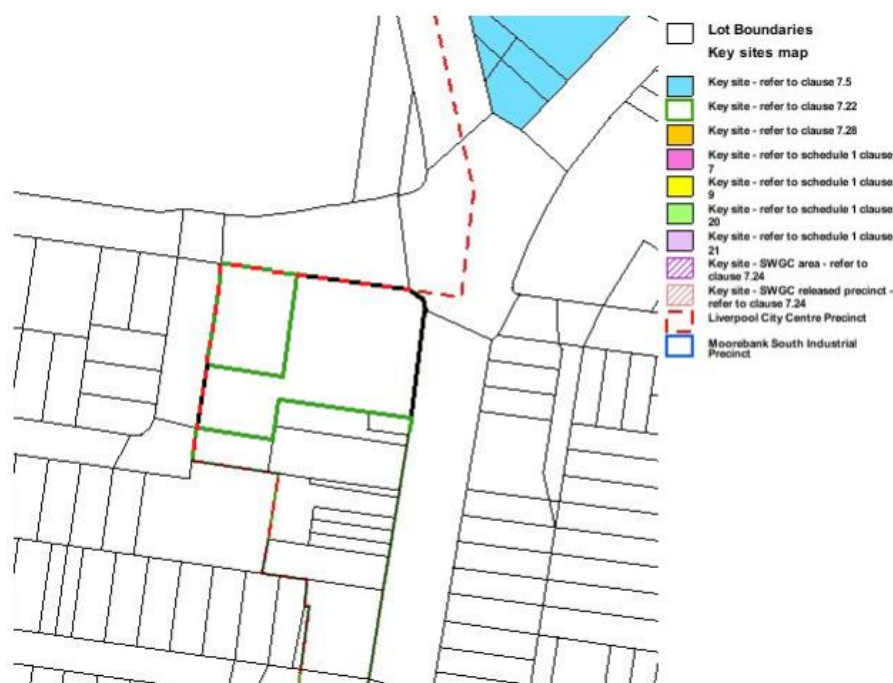 Lot Boundaries
Key sites map
Key site - refer to clause 7.5
Key site - refer to clause 7.22
Key site - refer to clause 7.28
Key site - refer to schedule 1 clause
7
Key site - refer to schedule 1 clause
9
Key site - refer to schedule 1 clause
20
Key site - refer to schedule 1 clause
21
Key site - SWGC area - refer to
clause 7.24
Key site - SWGC released precinct -
refer to clause 7.24
Liverpool City Centre Precinct
Moorebank South Industrial
Precinct